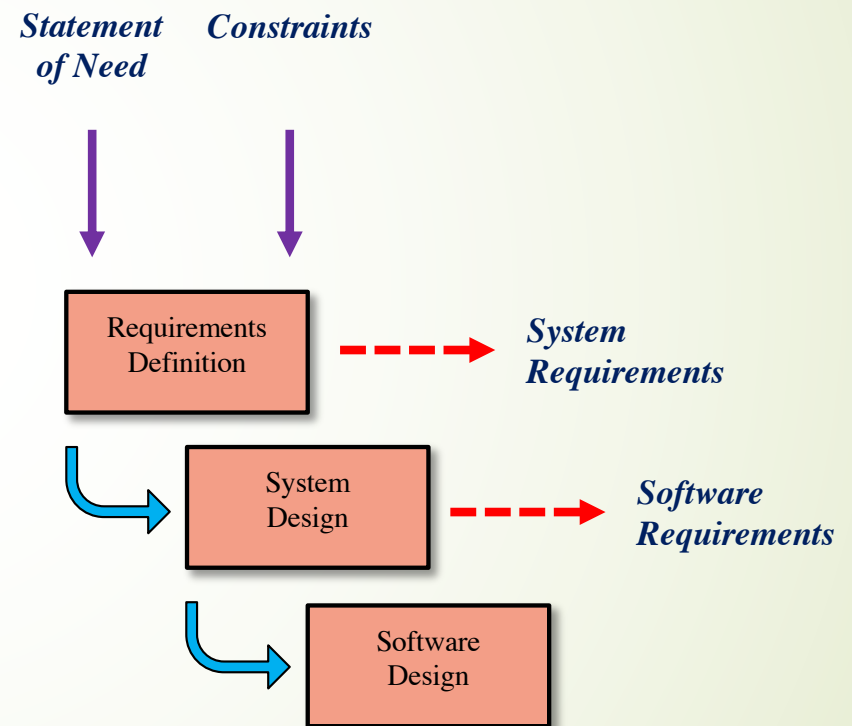 Statement
of Need
Constraints
Requirements
Definition
System
Requirements
System
Design
Software
Requirements
Software
Design